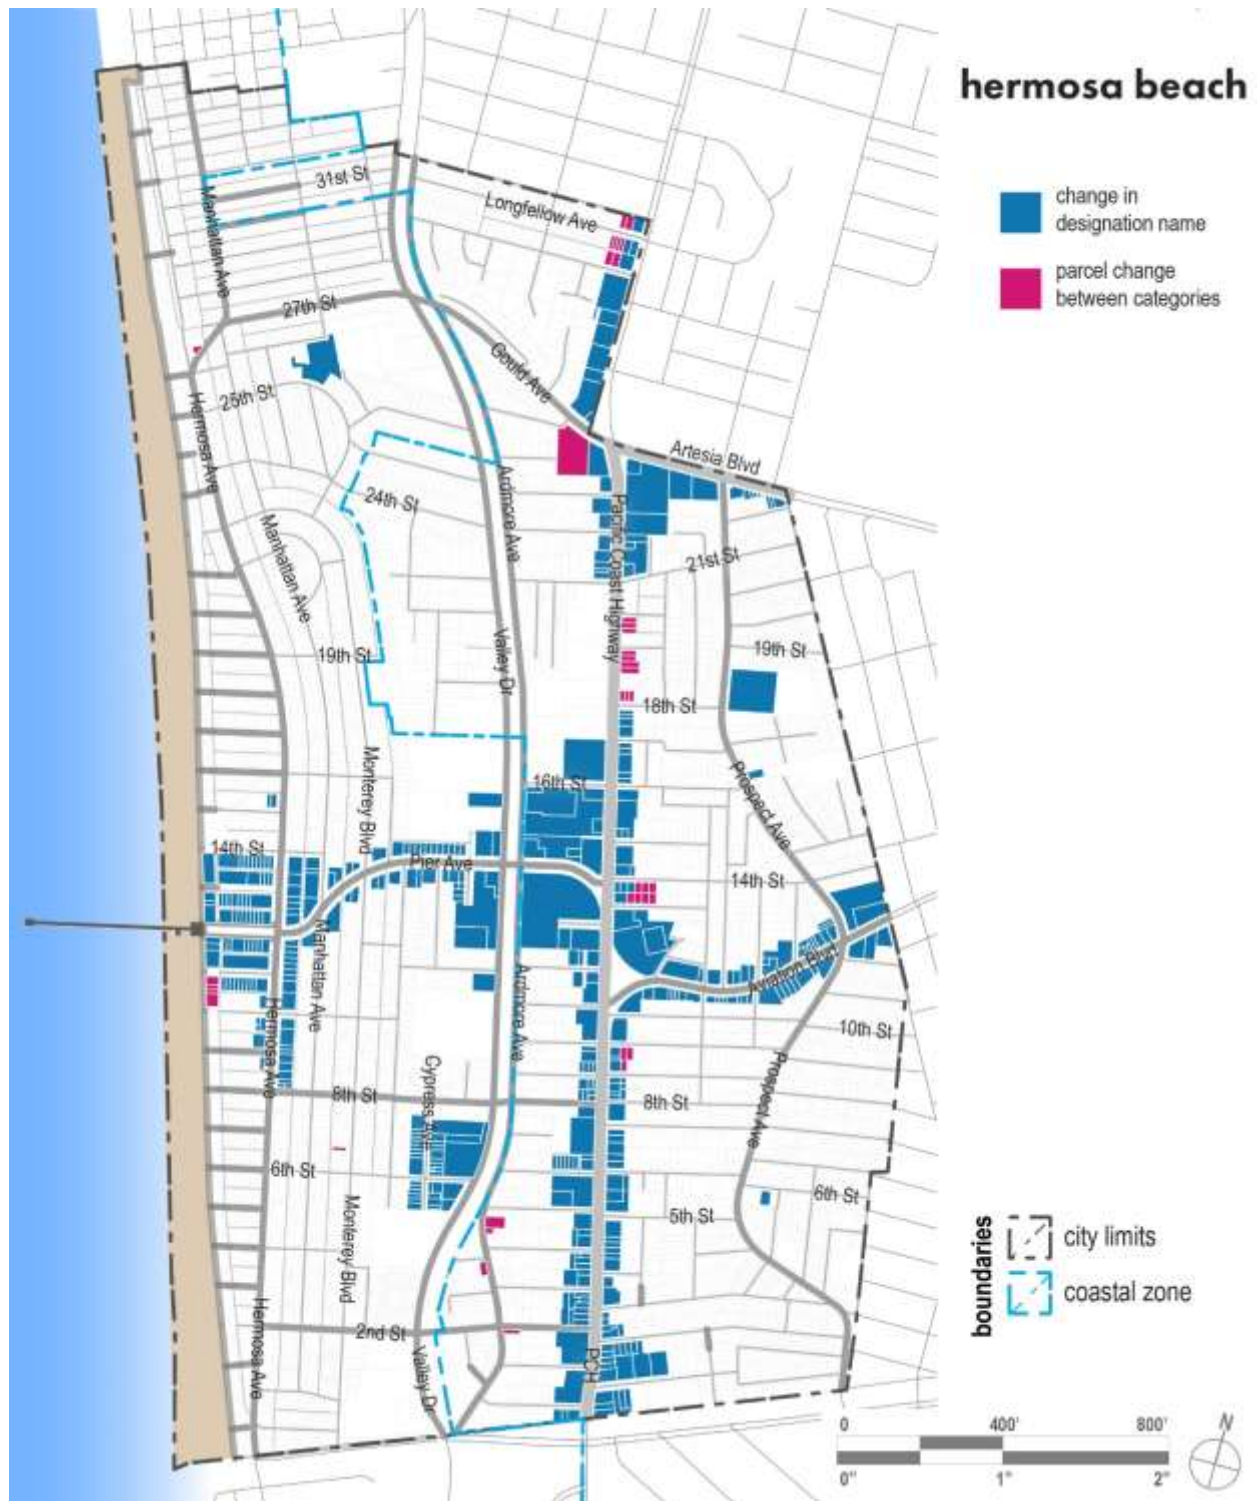 hermosa beach
change in
designation name
parcel change
between categories
31st St
Longfellow Ave
Manhattan Ave
27th St
Gould Ave
25th St
Hermosa Ave
Artesia Blvd
Ardmore Ave
24th St
Pacific Coast Highway
Manhattan Ave
21st St
19th St
Valley Dr
19th St
18th St
Monterey Blvd
16th St
Prospect Ave
14th St
Pier Ave
14th St
Manhattan Ave
Aviation Blvd
Ardmore Ave
Hermosa Ave
10th St
Cypress Ave
Prospect Ave
8th St
8th St
6th St
6th St
5th St
Monterey Blvd
boundaries
city limits
coastal zone
Hermosa Ave
2nd St
Valley Dr
PCH
0 400' 800'
0" 1" 2"
N